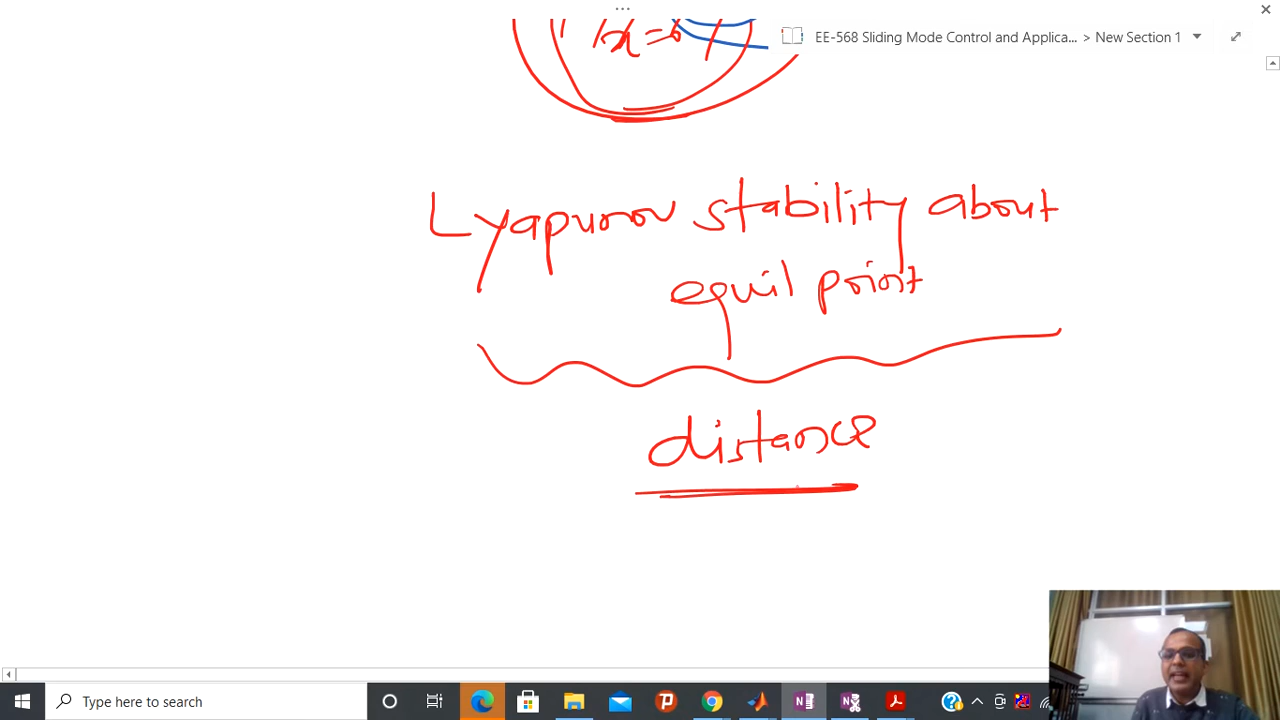 EE-568 Sliding Mode Control and Applica... > New Section 1
Lyapunov stability about
equil point
distance
Type here to search